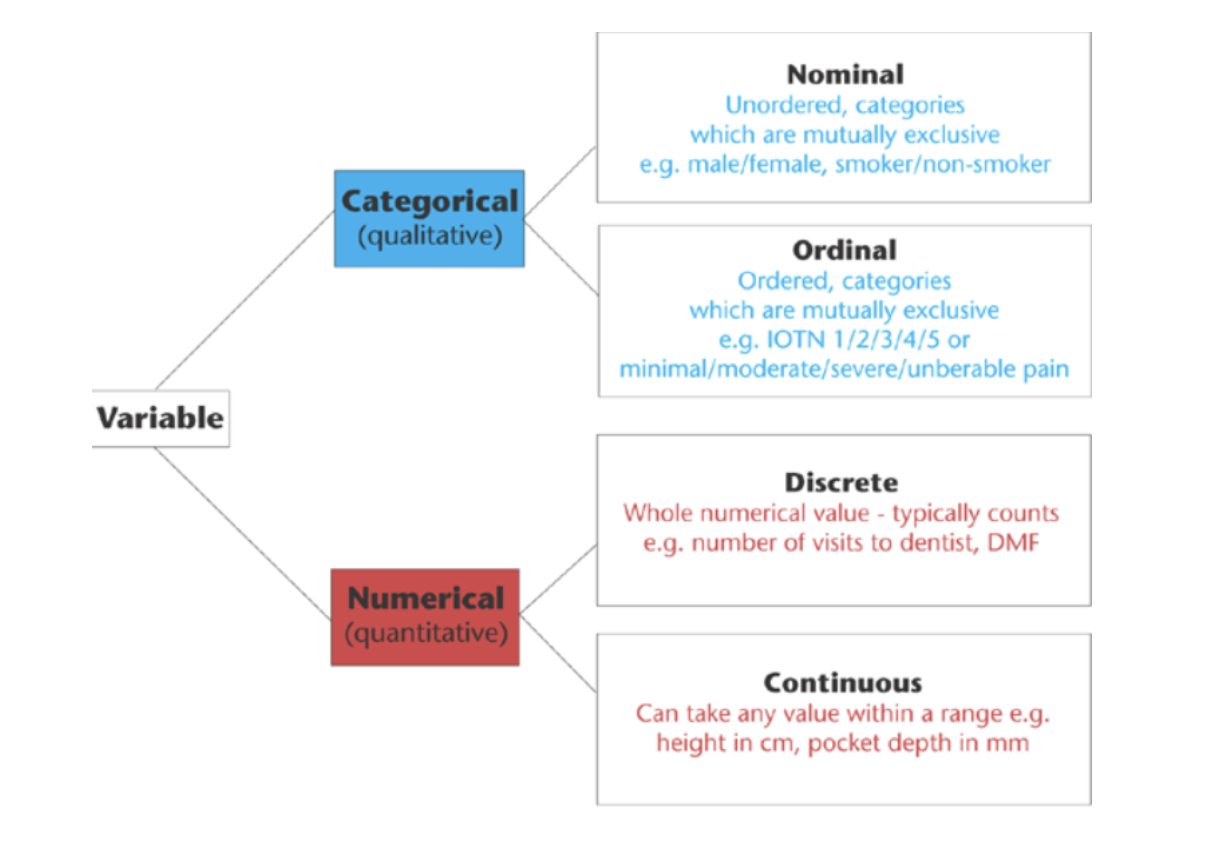 Nominal
Unordered, categories
which are mutually exclusive
e.g. male/female, smoker/non-smoker
Categorical
(qualitative)
Ordinal
Ordered, categories
which are mutually exclusive
e.g. IOTN 1/2/3/4/5 or
minimal/moderate/severe/unberable pain
Variable
Discrete
Whole numerical value - typically counts
e.g. number of visits to dentist, DMF
Numerical
(quantitative)
Continuous
Can take any value within a range e.g.
height in cm, pocket depth in mm